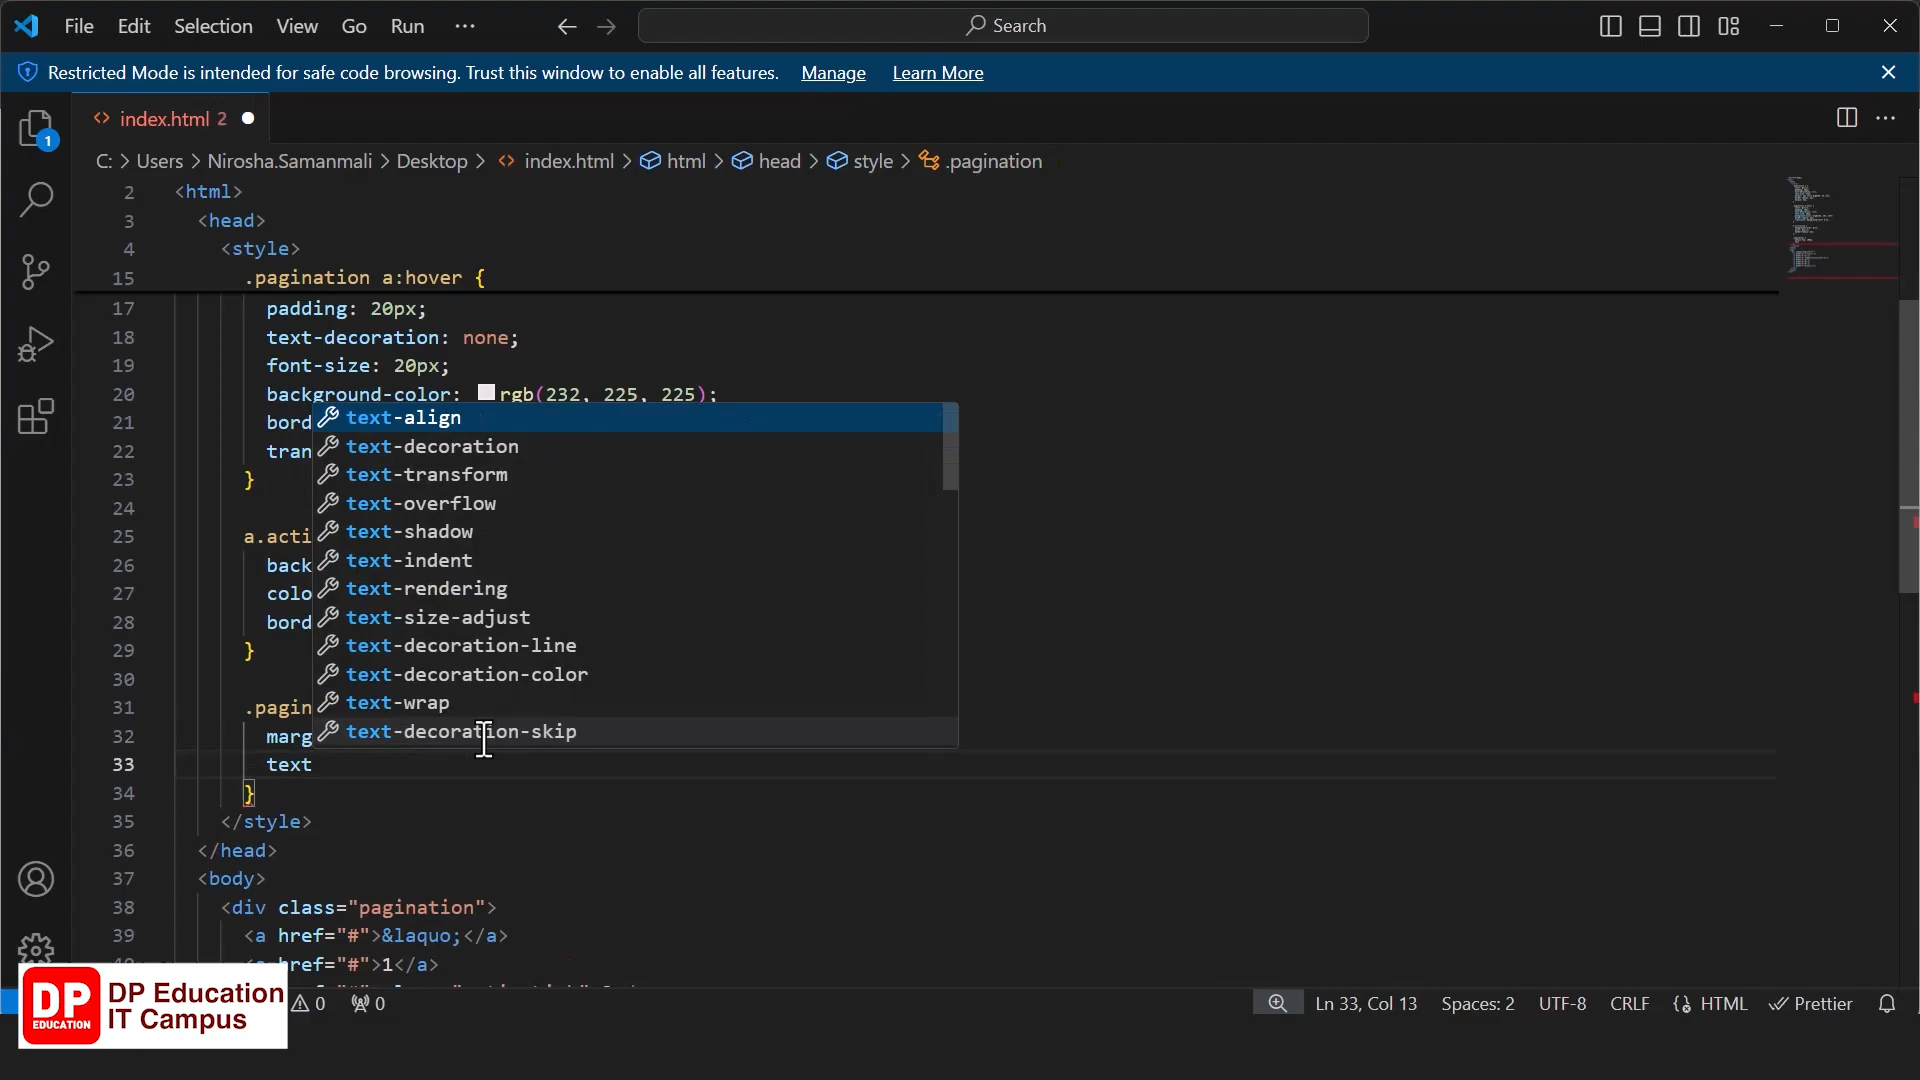 File Edit Selection View Go Run ··· Search
Restricted Mode is intended for safe code browsing. Trust this window to enable all features. Manage Learn More
1
index.html 2
C: > Users > Nirosha.Samanmali > Desktop > index.html > html > head > style > .pagination
2 <html>
3 <head>
4 <style>
15 .pagination a:hover {
17 padding: 20px;
18 text-decoration: none;
19 font-size: 20px;
20 background-color: rgb(232, 225, 225);
21 bord text-align
text-decoration
22 tran
23 } text-transform
24 text-overflow
25 a.acti text-shadow
26 back text-indent
27 colo text-rendering
28 bord text-size-adjust
29 } text-decoration-line
30 text-decoration-color
31 .pagin text-wrap
32 marg text-decoration-skip
33 text
34 }
35 </style>
36 </head>
37 <body>
38 <div class="pagination">
39 <a href="#">&laquo;</a>
href="#">1</a>
DP EDUCATION
DP Education
IT Campus
0 0 Ln 33, Col 13 Spaces: 2 UTF-8 CRLF HTML Prettier